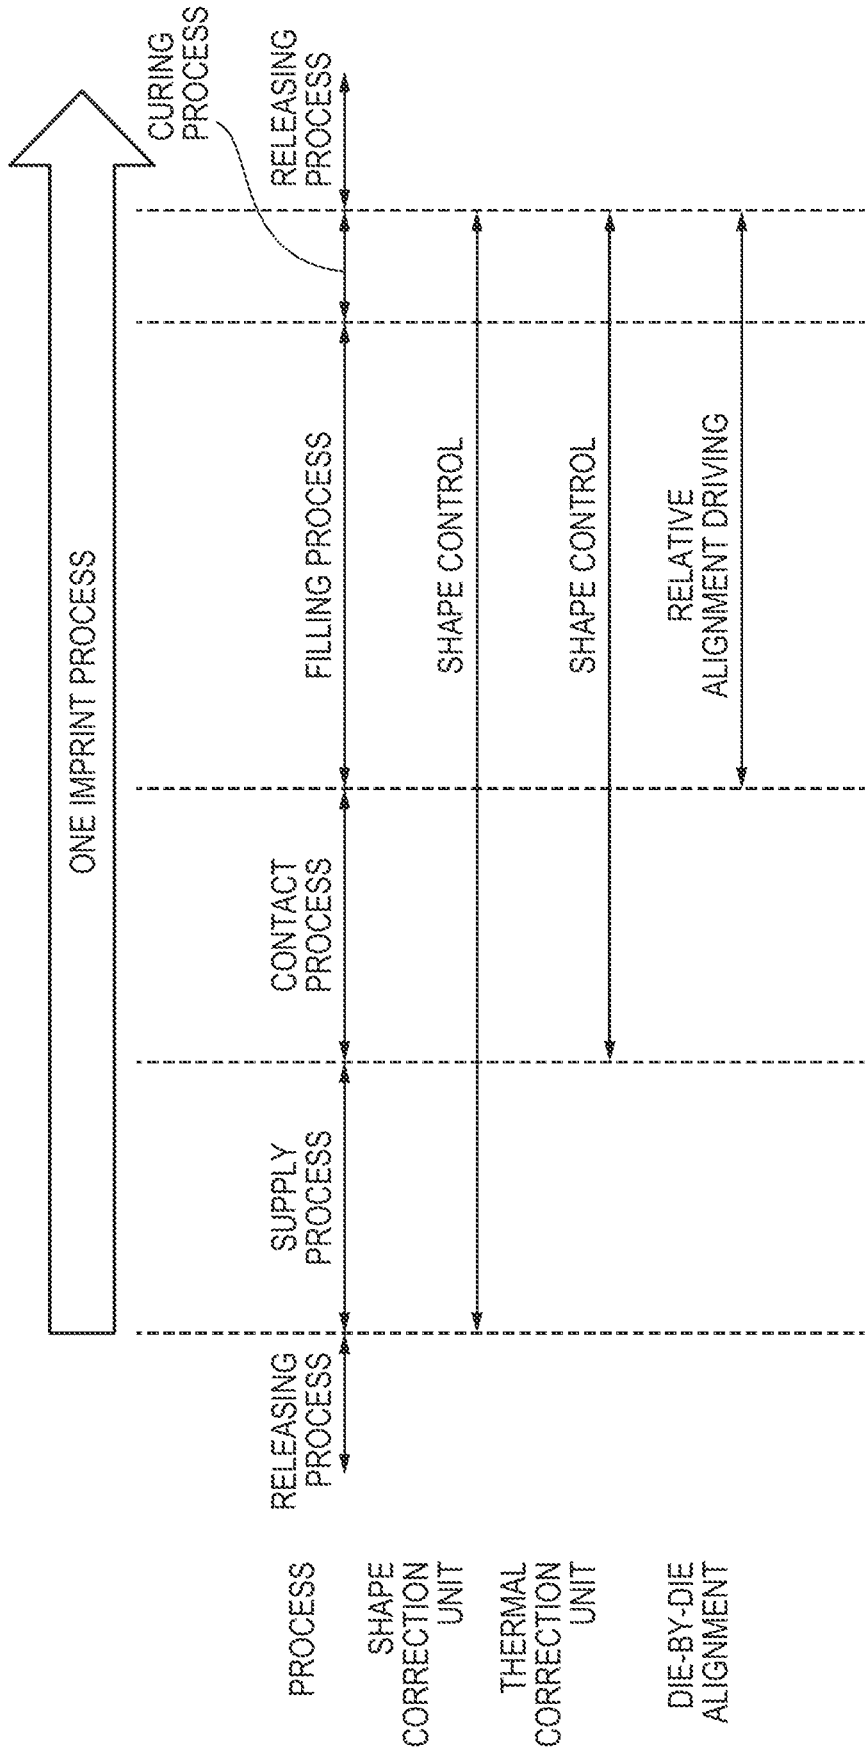 ONE IMPRINT PROCESS
CURING
PROCESS
PROCESS
RELEASING
PROCESS
SUPPLY
PROCESS
CONTACT
PROCESS
FILLING PROCESS
RELEASING
PROCESS
SHAPE
CORRECTION
UNIT
SHAPE CONTROL
THERMAL
CORRECTION
UNIT
SHAPE CONTROL
DIE-BY-DIE
ALIGNMENT
RELATIVE
ALIGNMENT DRIVING